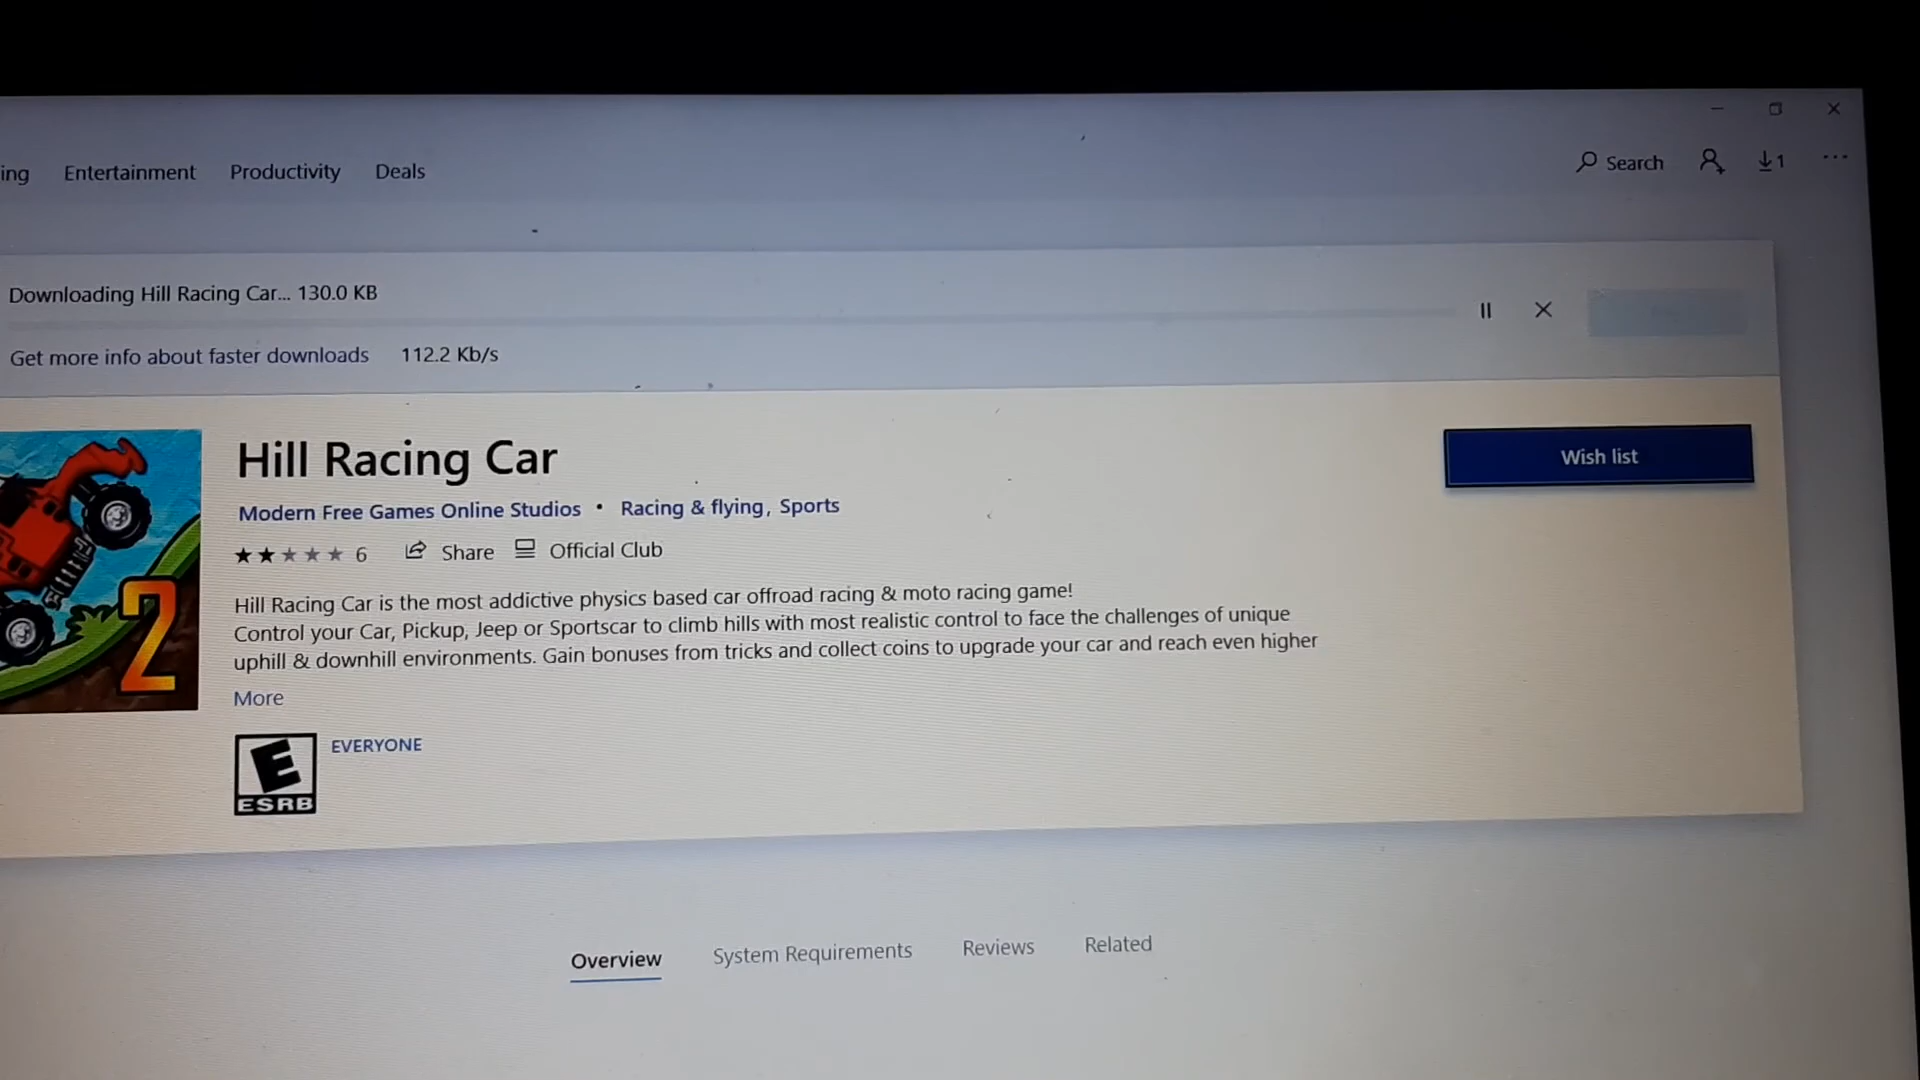 ing Entertainment Productivity Deals
Search 1 ...
Downloading Hill Racing Car... 130.0 KB
Get more info about faster downloads 112.2 Kb/s
Hill Racing Car
Wish list
Modern Free Games Online Studios • Racing & flying, Sports
6 Share Official Club
Hill Racing Car is the most addictive physics based car offroad racing & moto racing game!
Control your Car, Pickup, Jeep or Sportscar to climb hills with most realistic control to face the challenges of unique
uphill & downhill environments. Gain bonuses from tricks and collect coins to upgrade your car and reach even higher
More
2
E
ESRB
EVERYONE
Overview System Requirements Reviews Related